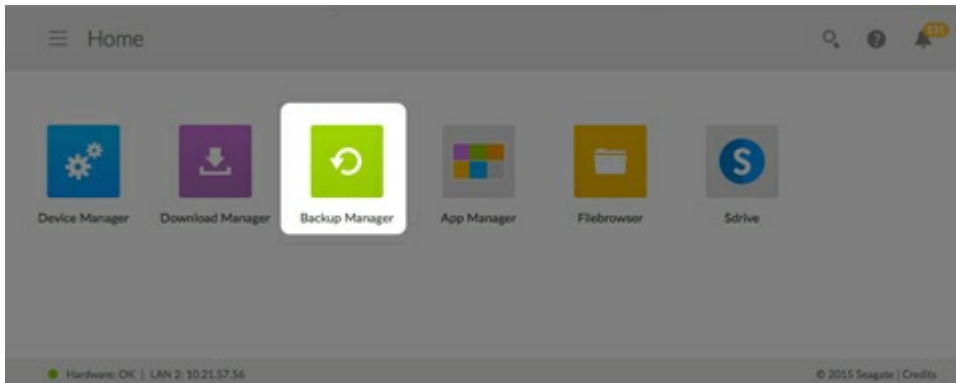 Home
131
Device Manager
Download Manager
Backup Manager
App Manager
Filebrowser
S
Sdrive
Hardware: OK | LAN 2: 10.21.57.56
© 2015 Seagate | Credits